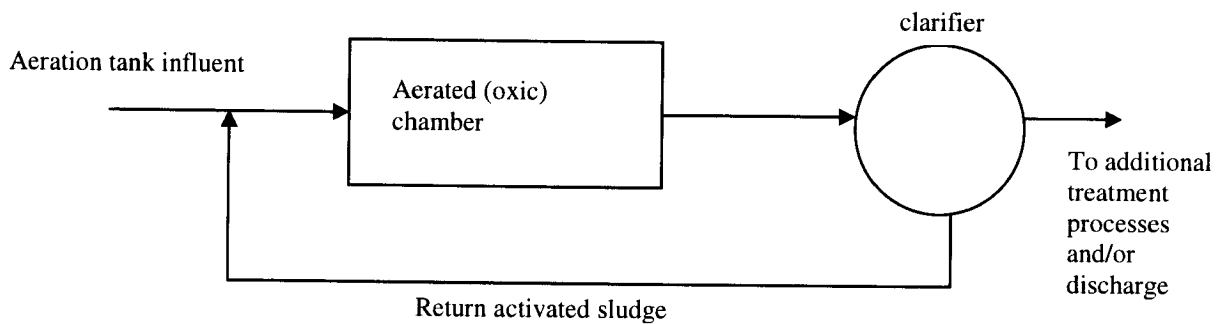 clarifier
Aeration tank influent
Aerated (oxic)
chamber
To additional
treatment
processes
and/or
discharge
Return activated sludge